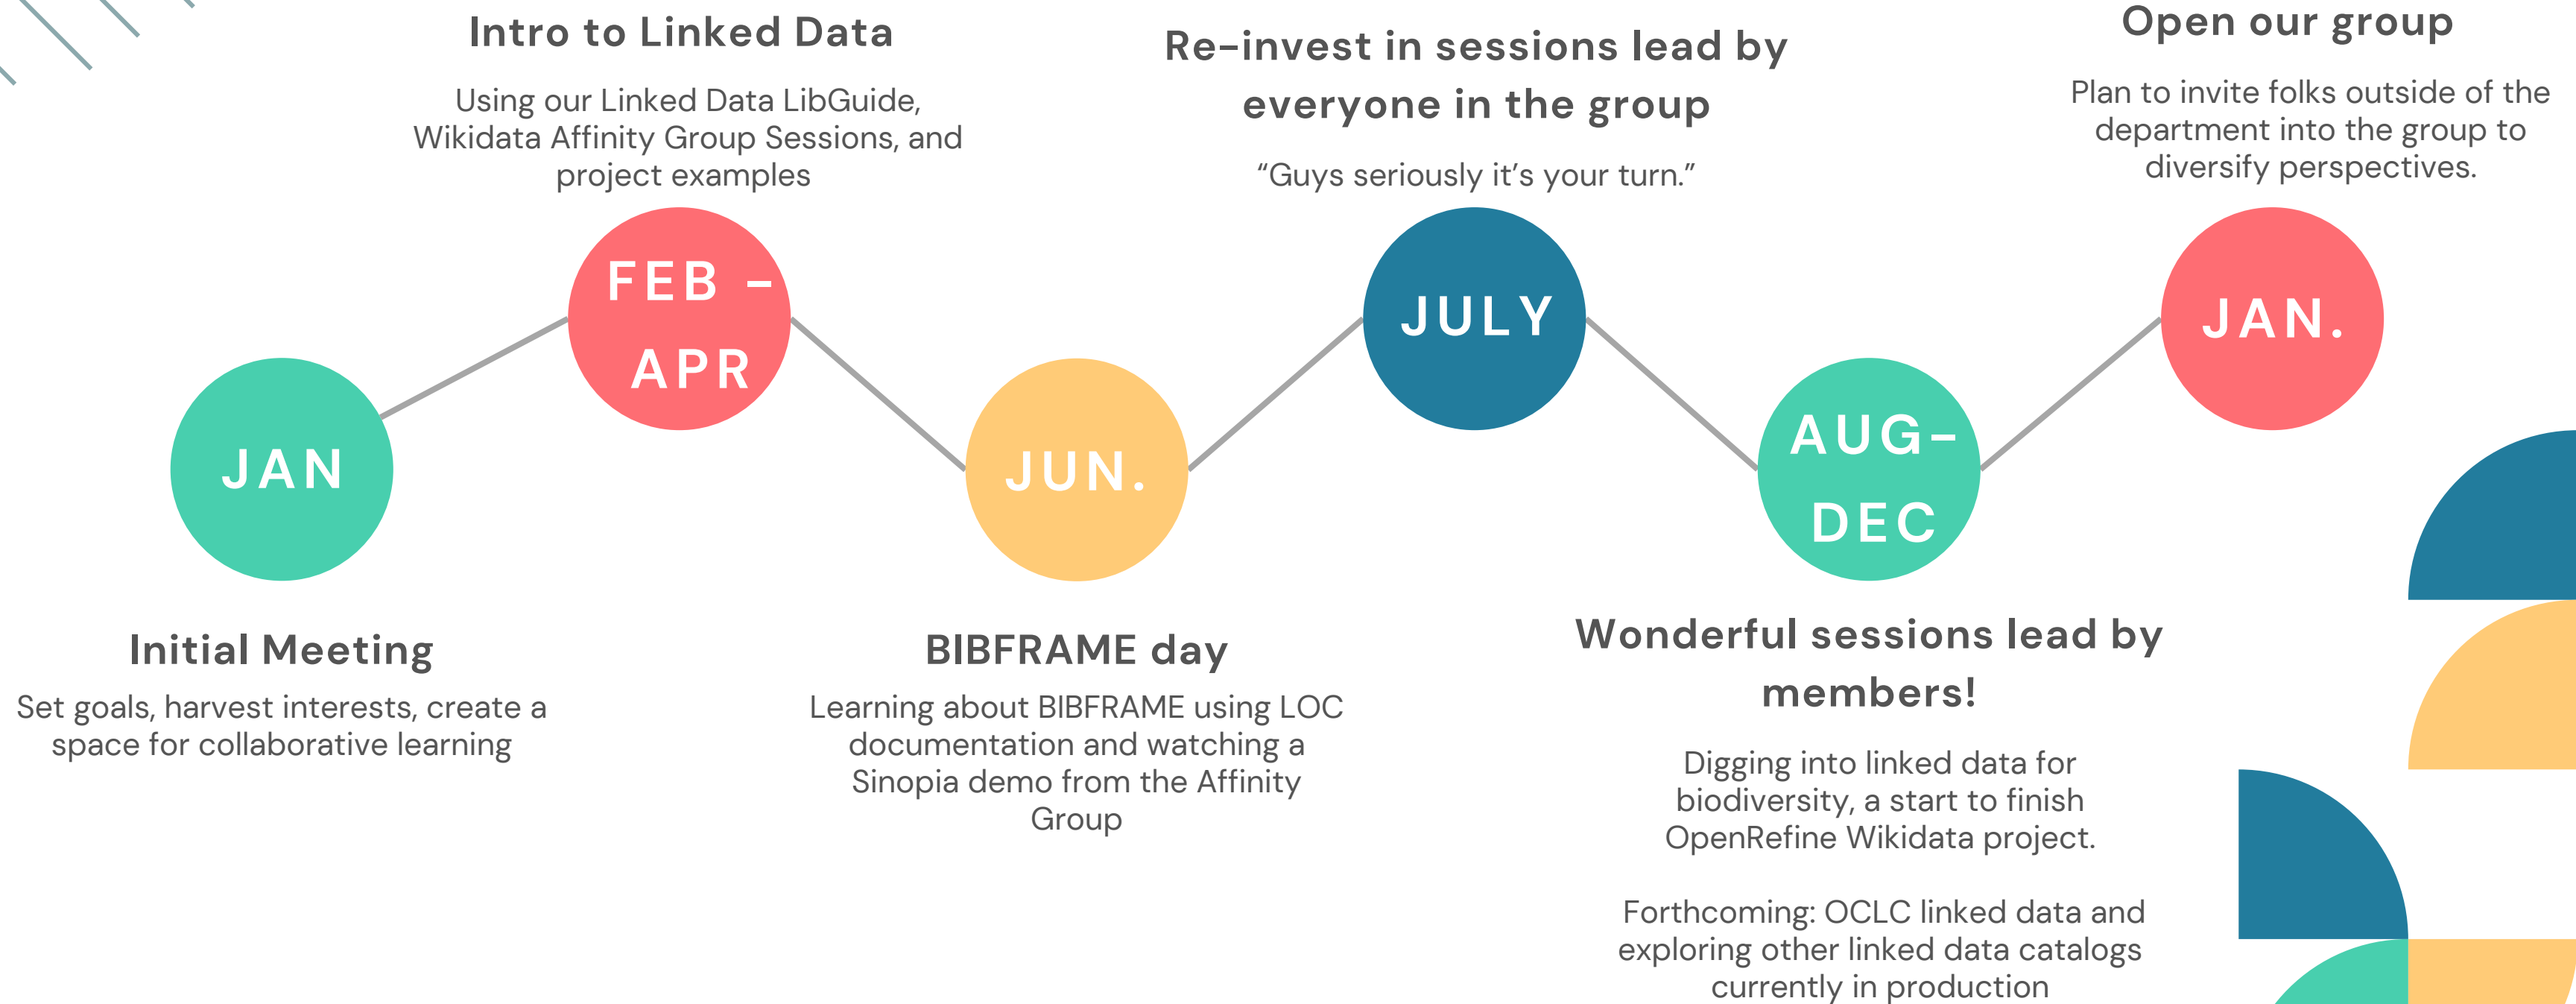 JAN
Initial Meeting
Set goals, harvest interests, create a
space for collaborative learning
Intro to Linked Data
Using our Linked Data LibGuide,
Wikidata Affinity Group Sessions, and
project examples
FEB -
APR
JUN.
BIBFRAME day
Learning about BIBFRAME using LOC
documentation and watching a
Sinopia demo from the Affinity
Group
Re-invest in sessions lead by
everyone in the group
“Guys seriously it’s your turn.”
JULY
AUG-
DEC
Wonderful sessions lead by
members!
Digging into linked data for
biodiversity, a start to finish
OpenRefine Wikidata project.
Forthcoming: OCLC linked data and
exploring other linked data catalogs
currently in production
Open our group
Plan to invite folks outside of the
department into the group to
diversify perspectives.
JAN.